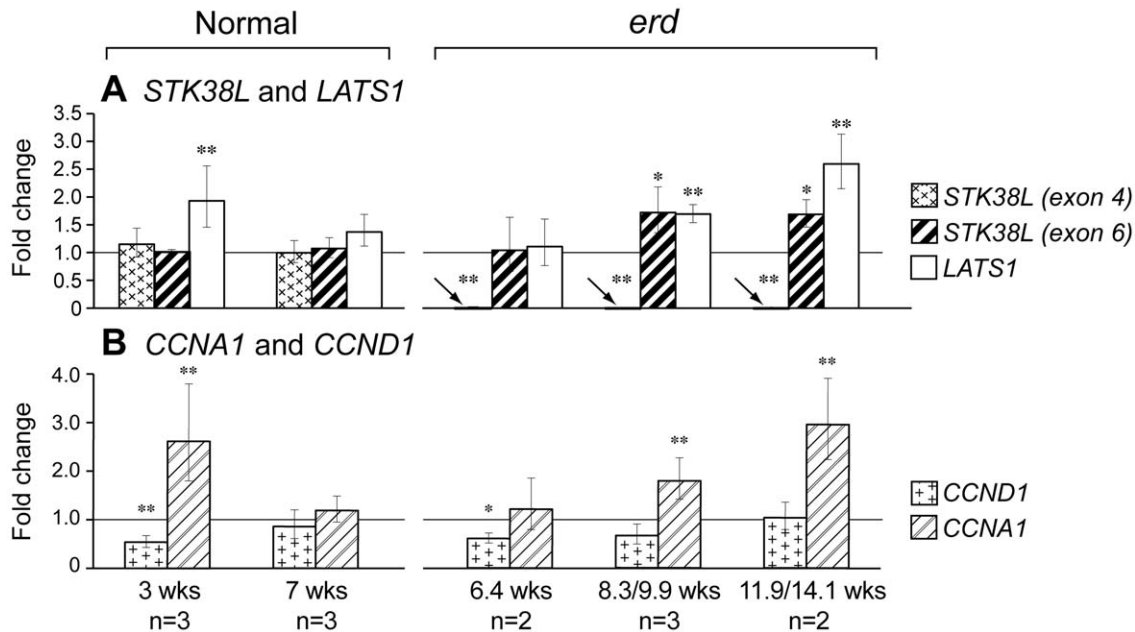 Normal
erd
A STK38L and LATS1
Fold change
3.5
3.0
2.5
2.0
1.5
1.0
0.5
0
**
**
*
**
**
**
*
**
STK38L (exon 4)
STK38L (exon 6)
LATS1
B CCNA1 and CCND1
Fold change
4.0
3.0
2.0
1.0
0
**
**
*
**
**
CCND1
CCNA1
3 wks
n=3
7 wks
n=3
6.4 wks
n=2
8.3/9.9 wks
n=3
11.9/14.1 wks
n=2